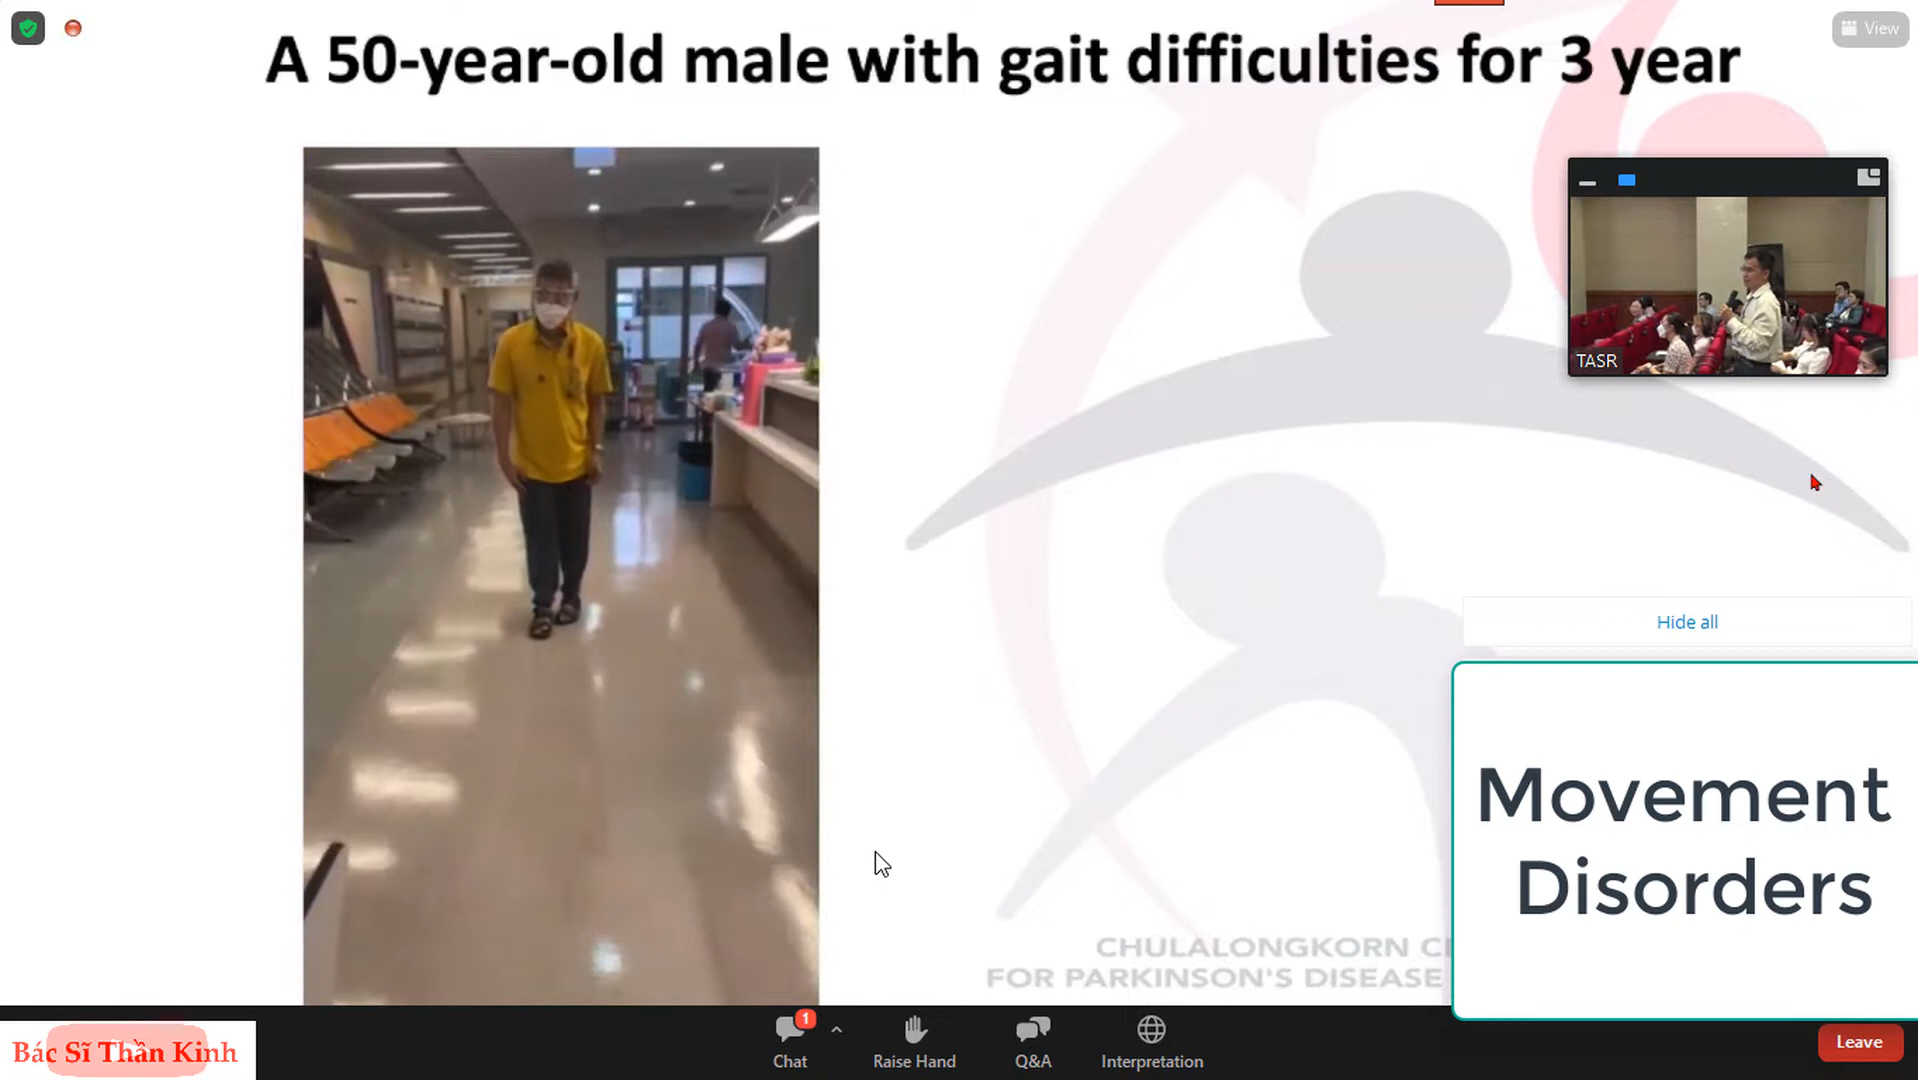 View
A 50-year-old male with gait difficulties for 3 year
TASR
Hide all
Movement
Disorders
CHULALONGKORN
FOR PARKINSON'S DISEASE
Bác Sĩ Thần Kinh
1
Chat
Raise Hand
Q&A
Interpretation
Leave